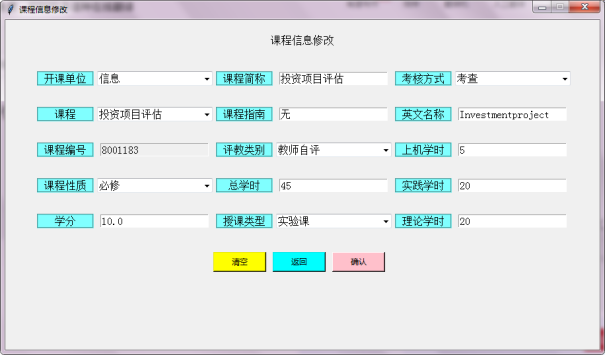 课程信息修改
课程信息修改
开课单位 信息 课程简称 投资项目评估 考核方式 考查
课程 投资项目评估 课程指南 无 英文名称 Investmentproject
课程编号 8001183 评教类别 教师自评 上机学时 5
课程性质 必修 总学时 45 实践学时 20
学分 10.0 授课类型 实验课 理论学时 20
清空 返回 确认